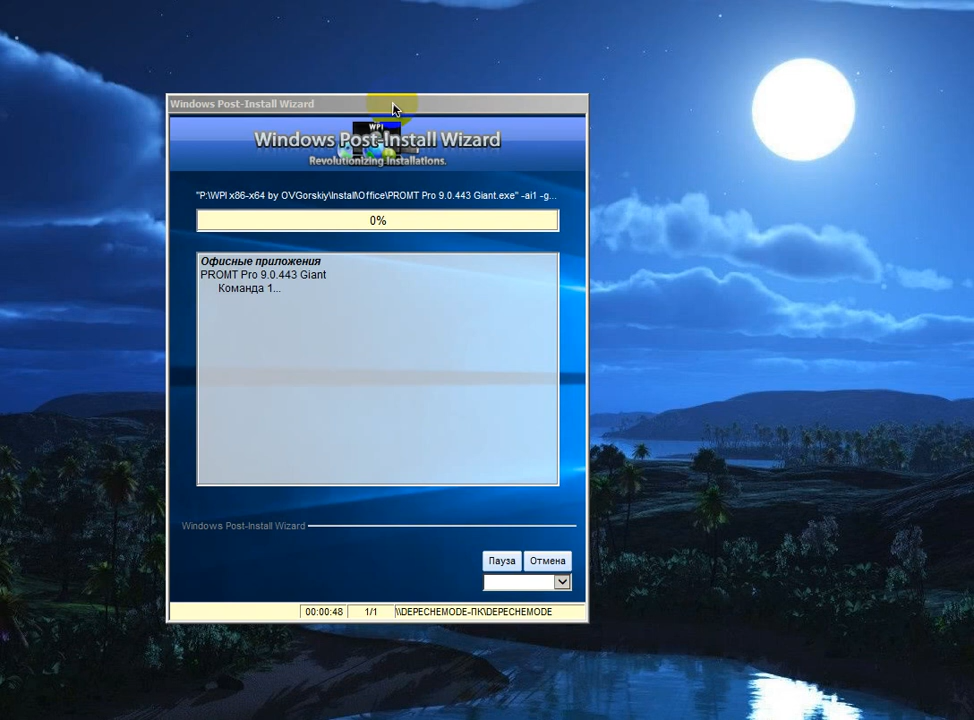 Windows Post-Install Wizard
WPI
Windows Post-Install Wizard
Revolutionizing Installations.
"P:\WPI x86-x64 by OVGorskiy\Install\Office\PROMT Pro 9.0.443 Giant.exe" -ai1 -g...
0%
Офисные приложения
PROMT Pro 9.0.443 Giant
Команда 1...
Windows Post-Install Wizard
Пауза Отмена
00:00:48 1/1 \\DEPECHEMODE-ПК\DEPECHEMODE